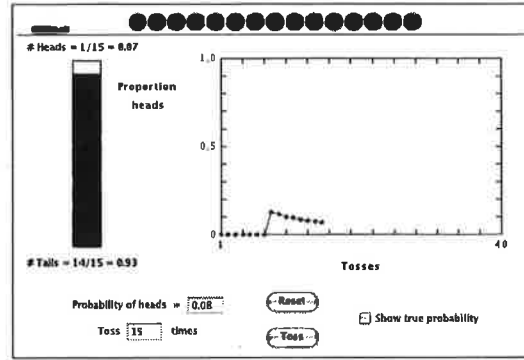 # Heads = 1/15 = 0.07
Proportion
heads
1.0
0.5
0
1
40
Tosses
# Tails = 14/15 = 0.93
Probability of heads = 0.08
Reset
Toss 15 times
Toss
Show true probability